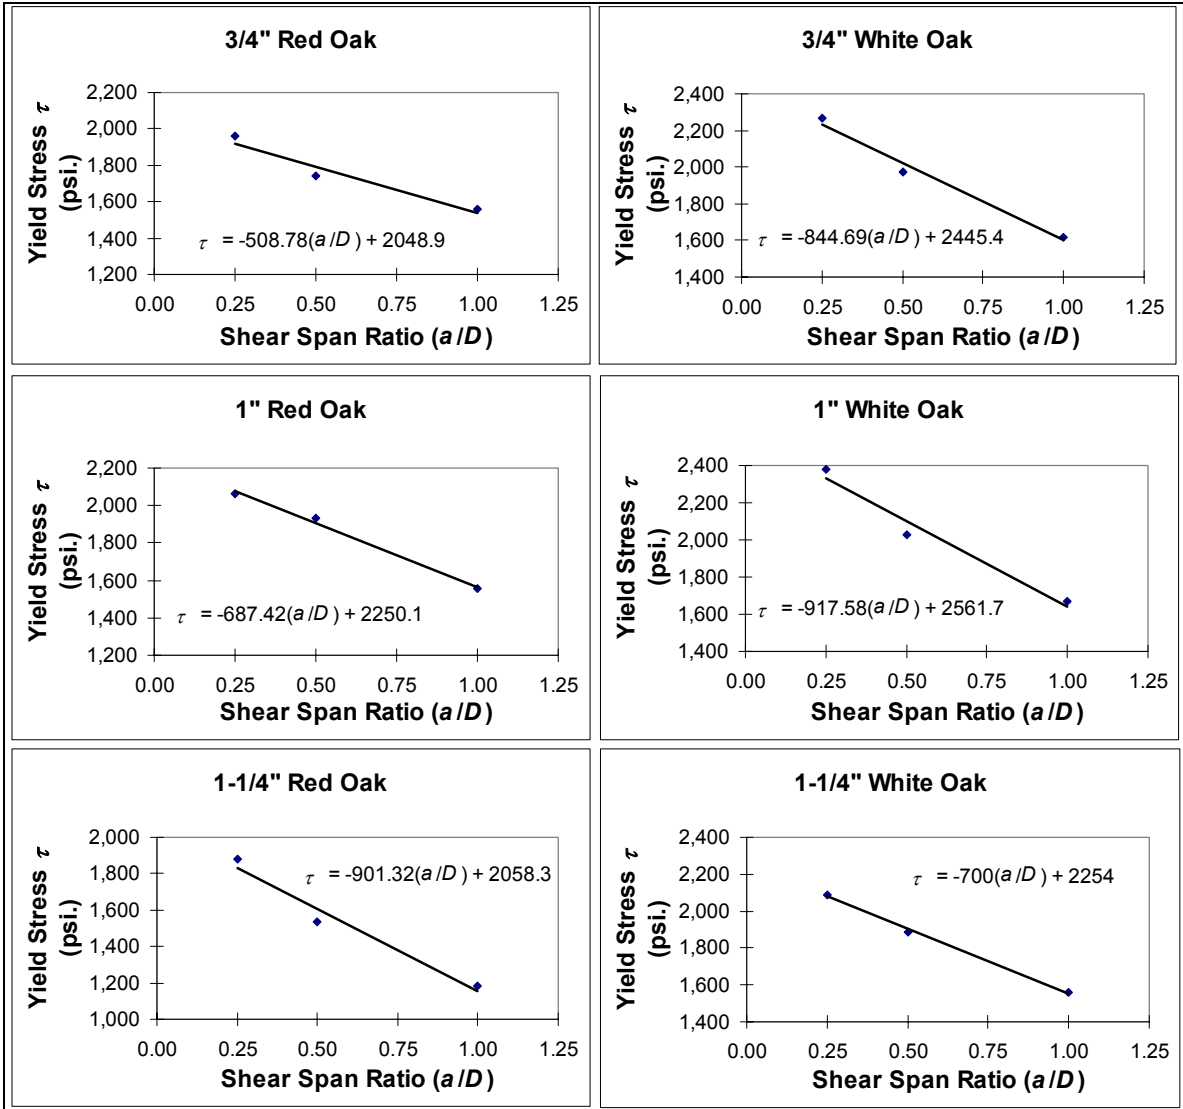 3/4" Red Oak
Yield Stress τ
(psi.)
2,200
2,000
1,800
1,600
1,400
1,200
τ = -508.78(a/D) + 2048.9
0.00 0.25 0.50 0.75 1.00 1.25
Shear Span Ratio (a/D)
3/4" White Oak
Yield Stress τ
(psi.)
2,400
2,200
2,000
1,800
1,600
1,400
τ = -844.69(a/D) + 2445.4
0.00 0.25 0.50 0.75 1.00 1.25
Shear Span Ratio (a/D)
1" Red Oak
Yield Stress τ
(psi.)
2,200
2,000
1,800
1,600
1,400
1,200
τ = -687.42(a/D) + 2250.1
0.00 0.25 0.50 0.75 1.00 1.25
Shear Span Ratio (a/D)
1" White Oak
Yield Stress τ
(psi.)
2,400
2,200
2,000
1,800
1,600
1,400
τ = -917.58(a/D) + 2561.7
0.00 0.25 0.50 0.75 1.00 1.25
Shear Span Ratio (a/D)
1-1/4" Red Oak
Yield Stress τ
(psi.)
2,000
1,800
1,600
1,400
1,200
1,000
τ = -901.32(a/D) + 2058.3
0.00 0.25 0.50 0.75 1.00 1.25
Shear Span Ratio (a/D)
1-1/4" White Oak
Yield Stress τ
(psi.)
2,400
2,200
2,000
1,800
1,600
1,400
τ = -700(a/D) + 2254
0.00 0.25 0.50 0.75 1.00 1.25
Shear Span Ratio (a/D)